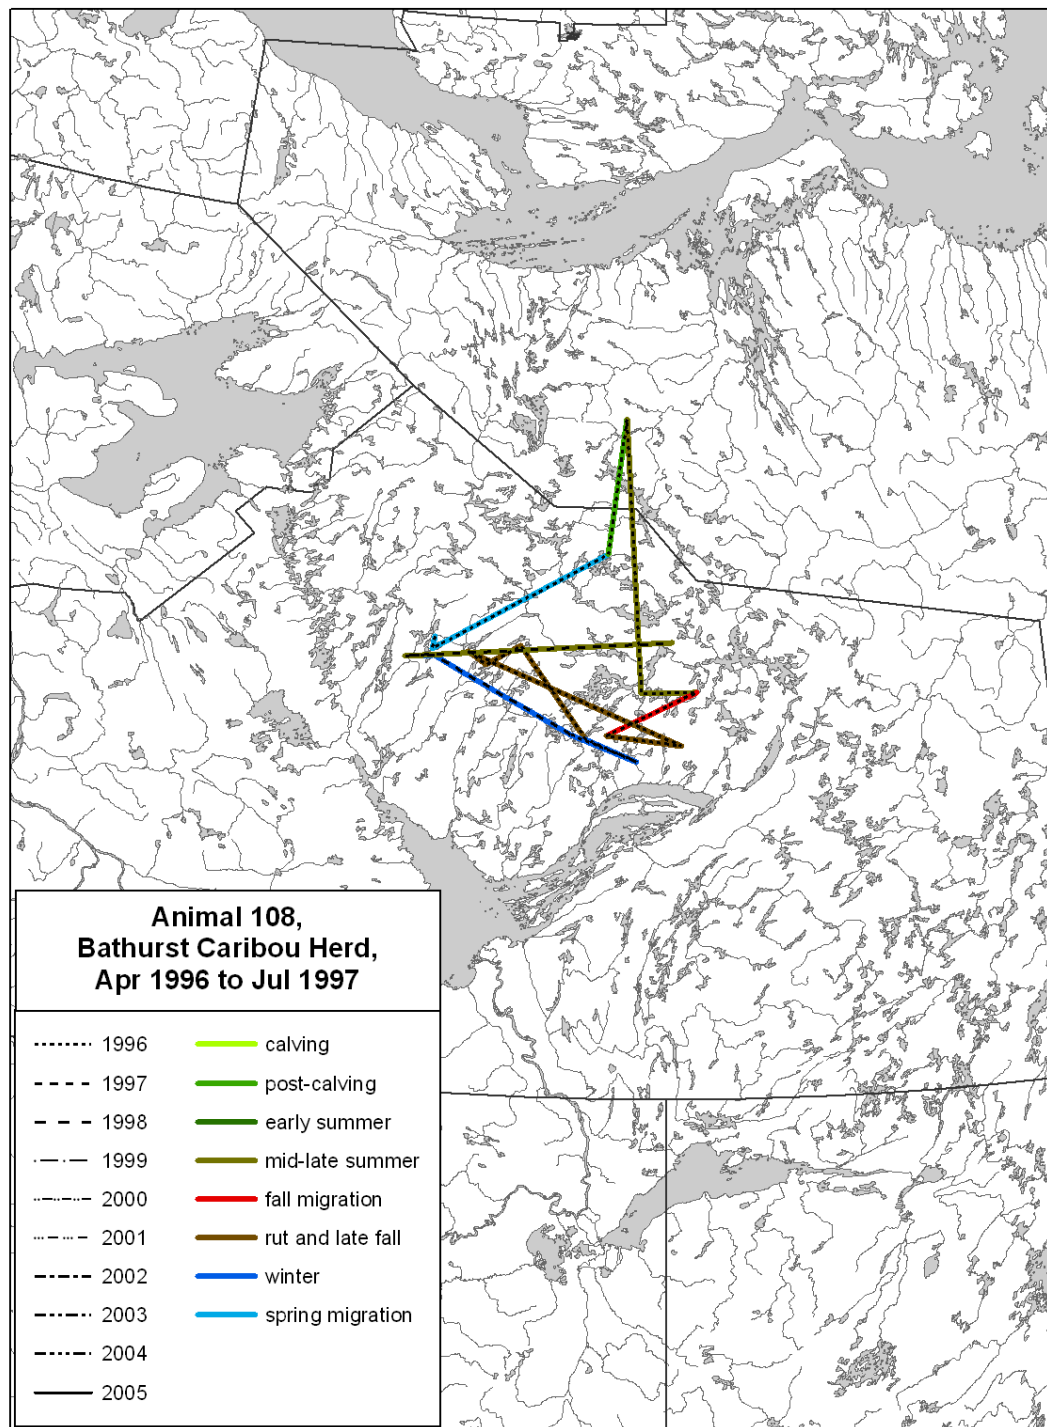 Animal 108,
Bathurst Caribou Herd,
Apr 1996 to Jul 1997
1996
1997
1998
1999
2000
2001
2002
2003
2004
2005
calving
post-calving
early summer
mid-late summer
fall migration
rut and late fall
winter
spring migration